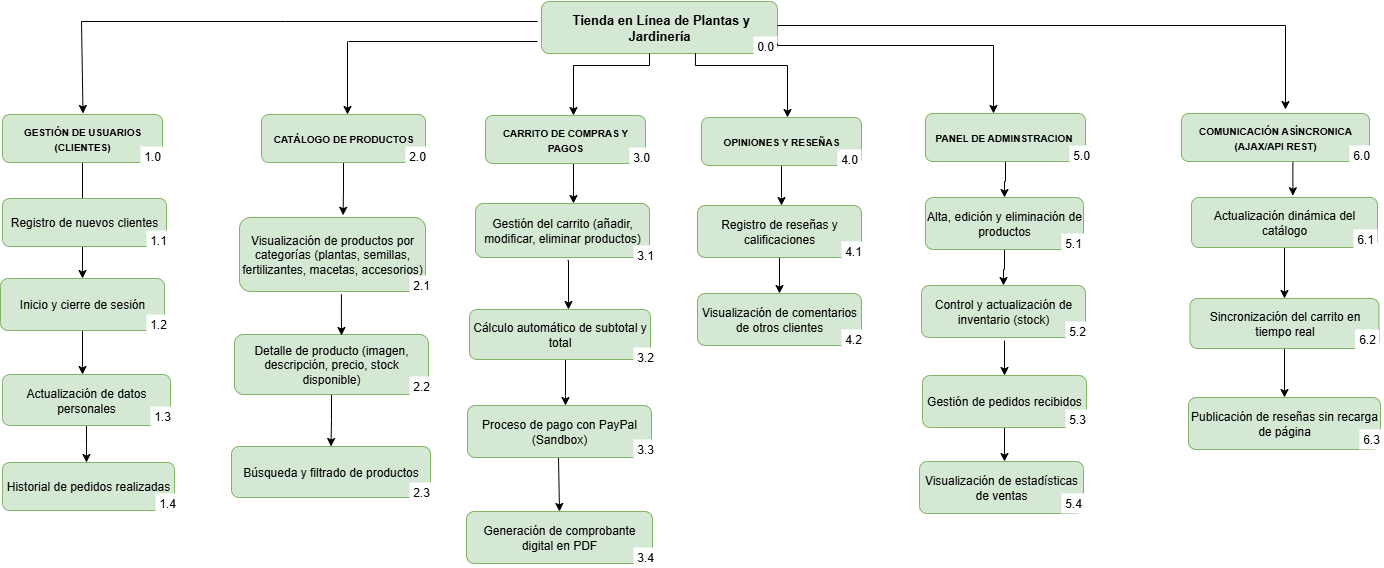 Tienda en Línea de Plantas y
Jardinería
0.0
GESTIÓN DE USUARIOS
(CLIENTES)
1.0
Registro de nuevos clientes
1.1
Inicio y cierre de sesión
1.2
Actualización de datos
personales
1.3
Historial de pedidos realizadas
1.4
CATÁLOGO DE PRODUCTOS
2.0
Visualización de productos por
categorías (plantas, semillas,
fertilizantes, macetas, accesorios)
2.1
Detalle de producto (imagen,
descripción, precio, stock
disponible)
2.2
Búsqueda y filtrado de productos
2.3
CARRITO DE COMPRAS Y
PAGOS
3.0
Gestión del carrito (añadir,
modificar, eliminar productos)
3.1
Cálculo automático de subtotal y
total
3.2
Proceso de pago con PayPal
(Sandbox)
3.3
Generación de comprobante
digital en PDF
3.4
OPINIONES Y RESEÑAS
4.0
Registro de reseñas y
calificaciones
4.1
Visualización de comentarios
de otros clientes
4.2
PANEL DE ADMINSTRACION
5.0
Alta, edición y eliminación de
productos
5.1
Control y actualización de
inventario (stock)
5.2
Gestión de pedidos recibidos
5.3
Visualización de estadísticas
de ventas
5.4
COMUNICACIÓN ASÍNCRONICA
(AJAX/API REST)
6.0
Actualización dinámica del
catálogo
6.1
Sincronización del carrito en
tiempo real
6.2
Publicación de reseñas sin recarga
de página
6.3